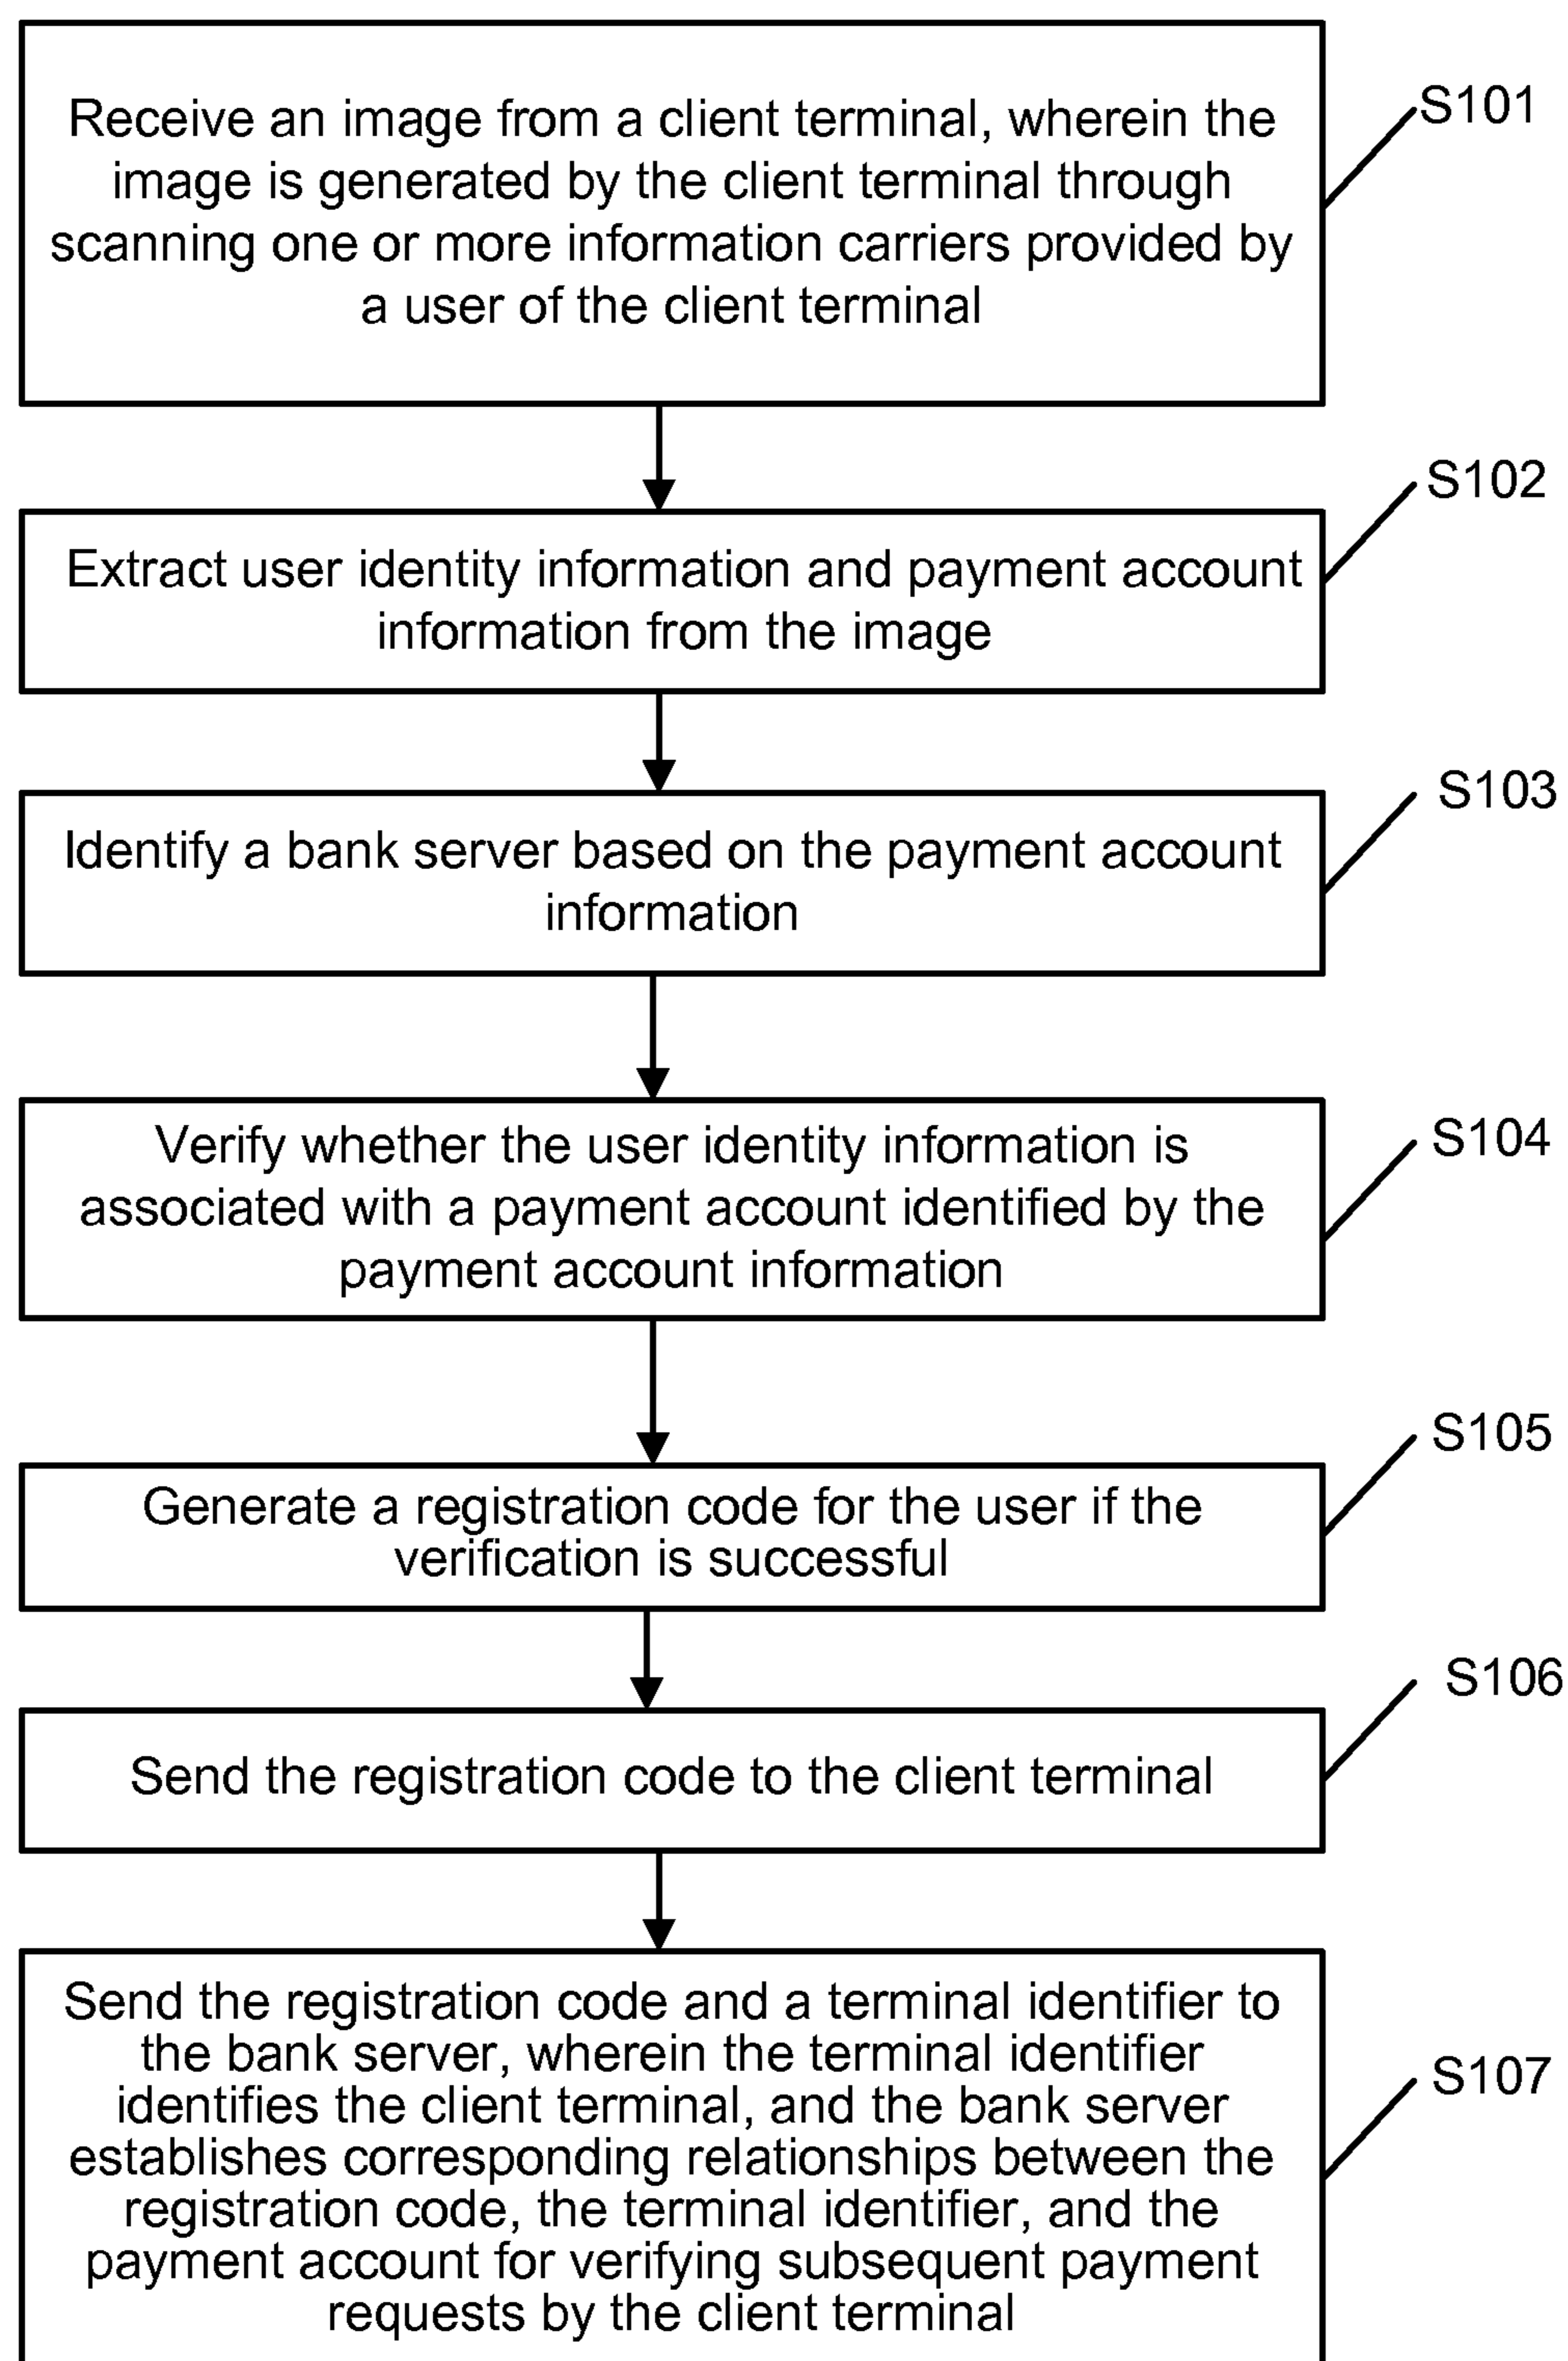 Receive an image from a client terminal, wherein the
image is generated by the client terminal through
scanning one or more information carriers provided by
a user of the client terminal
S101
Extract user identity information and payment account
information from the image
S102
Identify a bank server based on the payment account
information
S103
Verify whether the user identity information is
associated with a payment account identified by the
payment account information
S104
Generate a registration code for the user if the
verification is successful
S105
Send the registration code to the client terminal
S106
Send the registration code and a terminal identifier to
the bank server, wherein the terminal identifier
identifies the client terminal, and the bank server
establishes corresponding relationships between the
registration code, the terminal identifier, and the
payment account for verifying subsequent payment
requests by the client terminal
S107